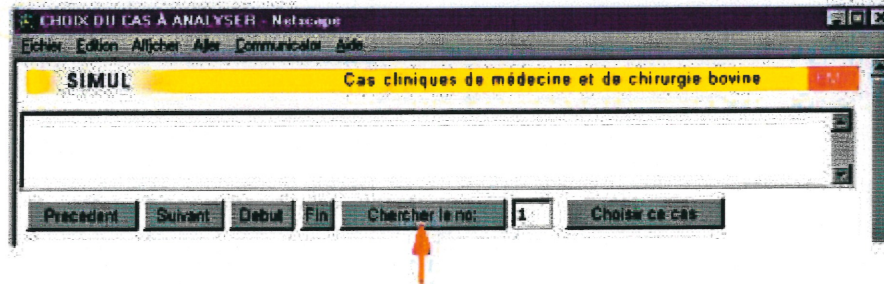 CHOIX DU CAS À ANALYSER - Netscape
Fichier Edition Afficher Aller Communicator Aide
SIMUL Cas cliniques de médecine et de chirurgie bovine
Precedent Suivant Debut Fin Chercher le no: 1 Choisir ce cas